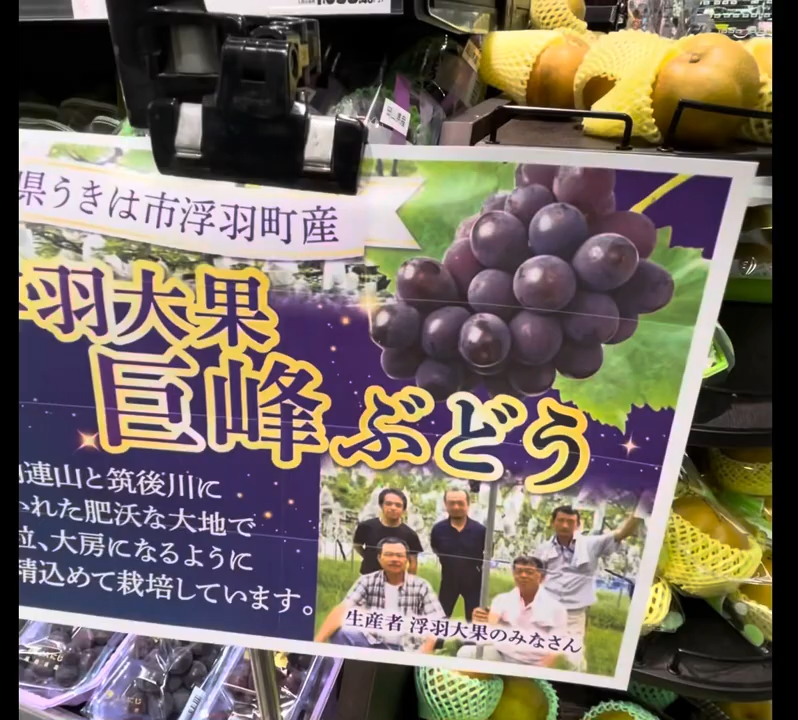 県うきは市浮羽町産
羽大果
巨峰ぶどう
連山と筑後川に
れた肥沃な大地で
粒、大房になるように
精込めて栽培しています。
生産者 浮羽大果のみなさん